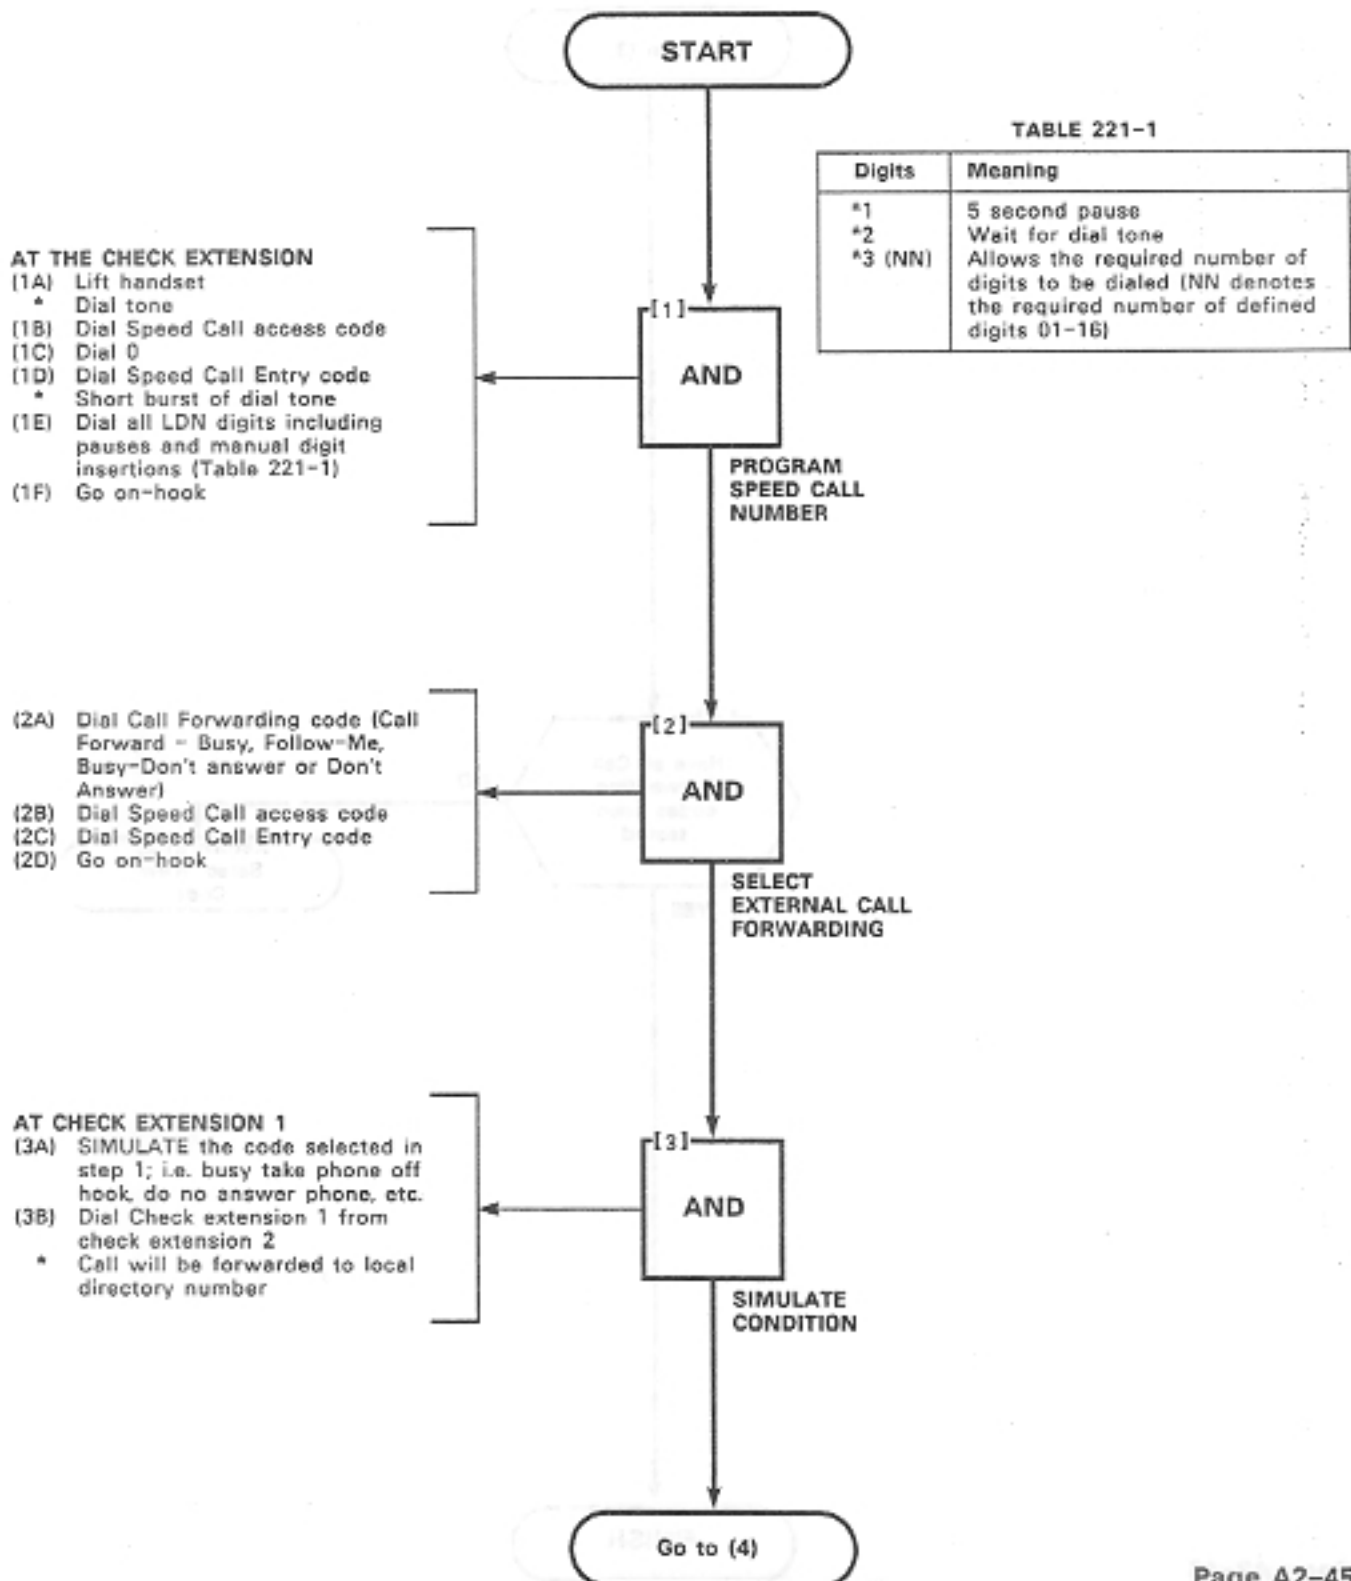 START
TABLE 221-1
Digits Meaning
*1 5 second pause
*2 Wait for dial tone
*3 (NN) Allows the required number of
digits to be dialed (NN denotes
the required number of defined
digits 01-16)
AT THE CHECK EXTENSION
(1A) Lift handset
* Dial tone
(1B) Dial Speed Call access code
(1C) Dial 0
(1D) Dial Speed Call Entry code
* Short burst of dial tone
(1E) Dial all LDN digits including
pauses and manual digit
insertions (Table 221-1)
(1F) Go on-hook
[1]
AND
PROGRAM
SPEED CALL
NUMBER
(2A) Dial Call Forwarding code (Call
Forward - Busy, Follow-Me,
Busy-Don't answer or Don't
Answer)
(2B) Dial Speed Call access code
(2C) Dial Speed Call Entry code
(2D) Go on-hook
[2]
AND
SELECT
EXTERNAL CALL
FORWARDING
AT CHECK EXTENSION 1
(3A) SIMULATE the code selected in
step 1; i.e. busy take phone off
hook, do no answer phone, etc.
(3B) Dial Check extension 1 from
check extension 2
* Call will be forwarded to local
directory number
[3]
AND
SIMULATE
CONDITION
Go to (4)
Page A2-45